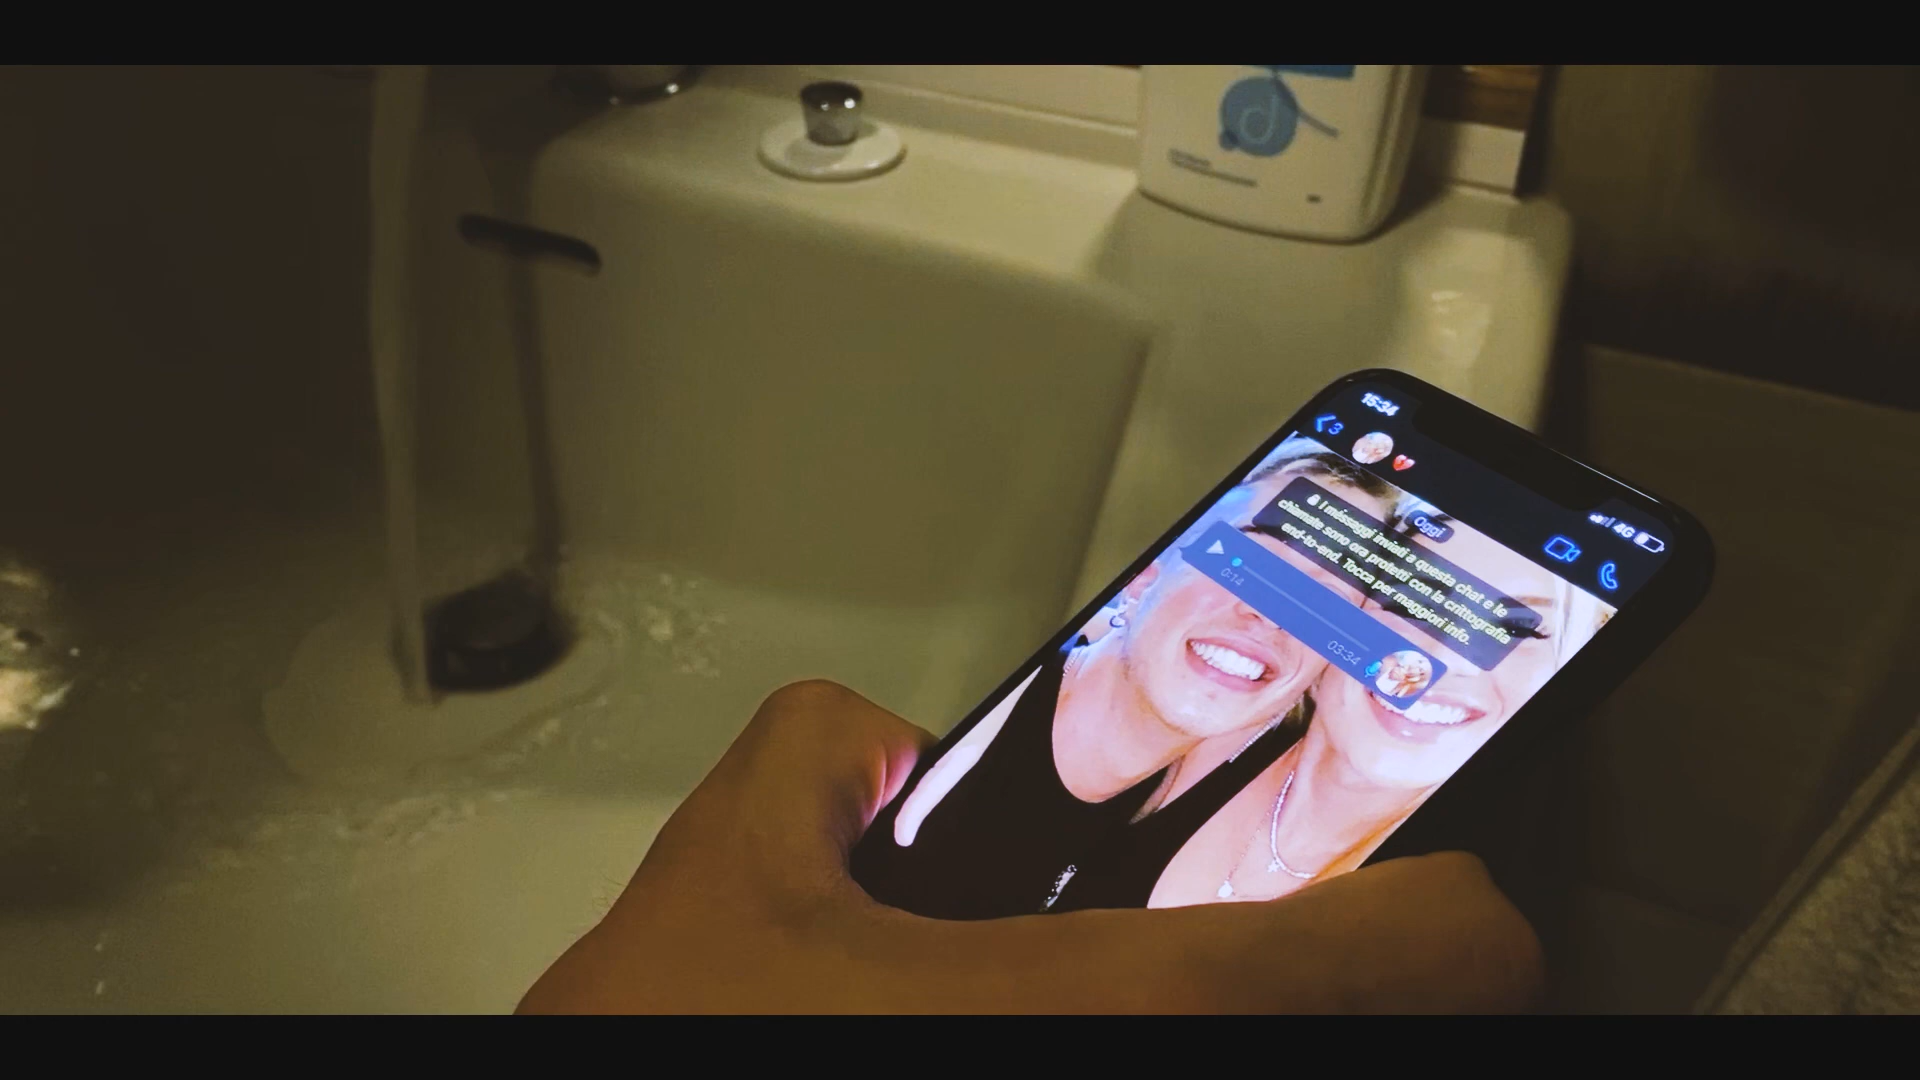 15:34
4G
3
Oggi
I messaggi inviati a questa chat e le
chiamate sono ora protetti con la crittografia
end-to-end. Tocca per maggiori info.
0:14
03:34
d